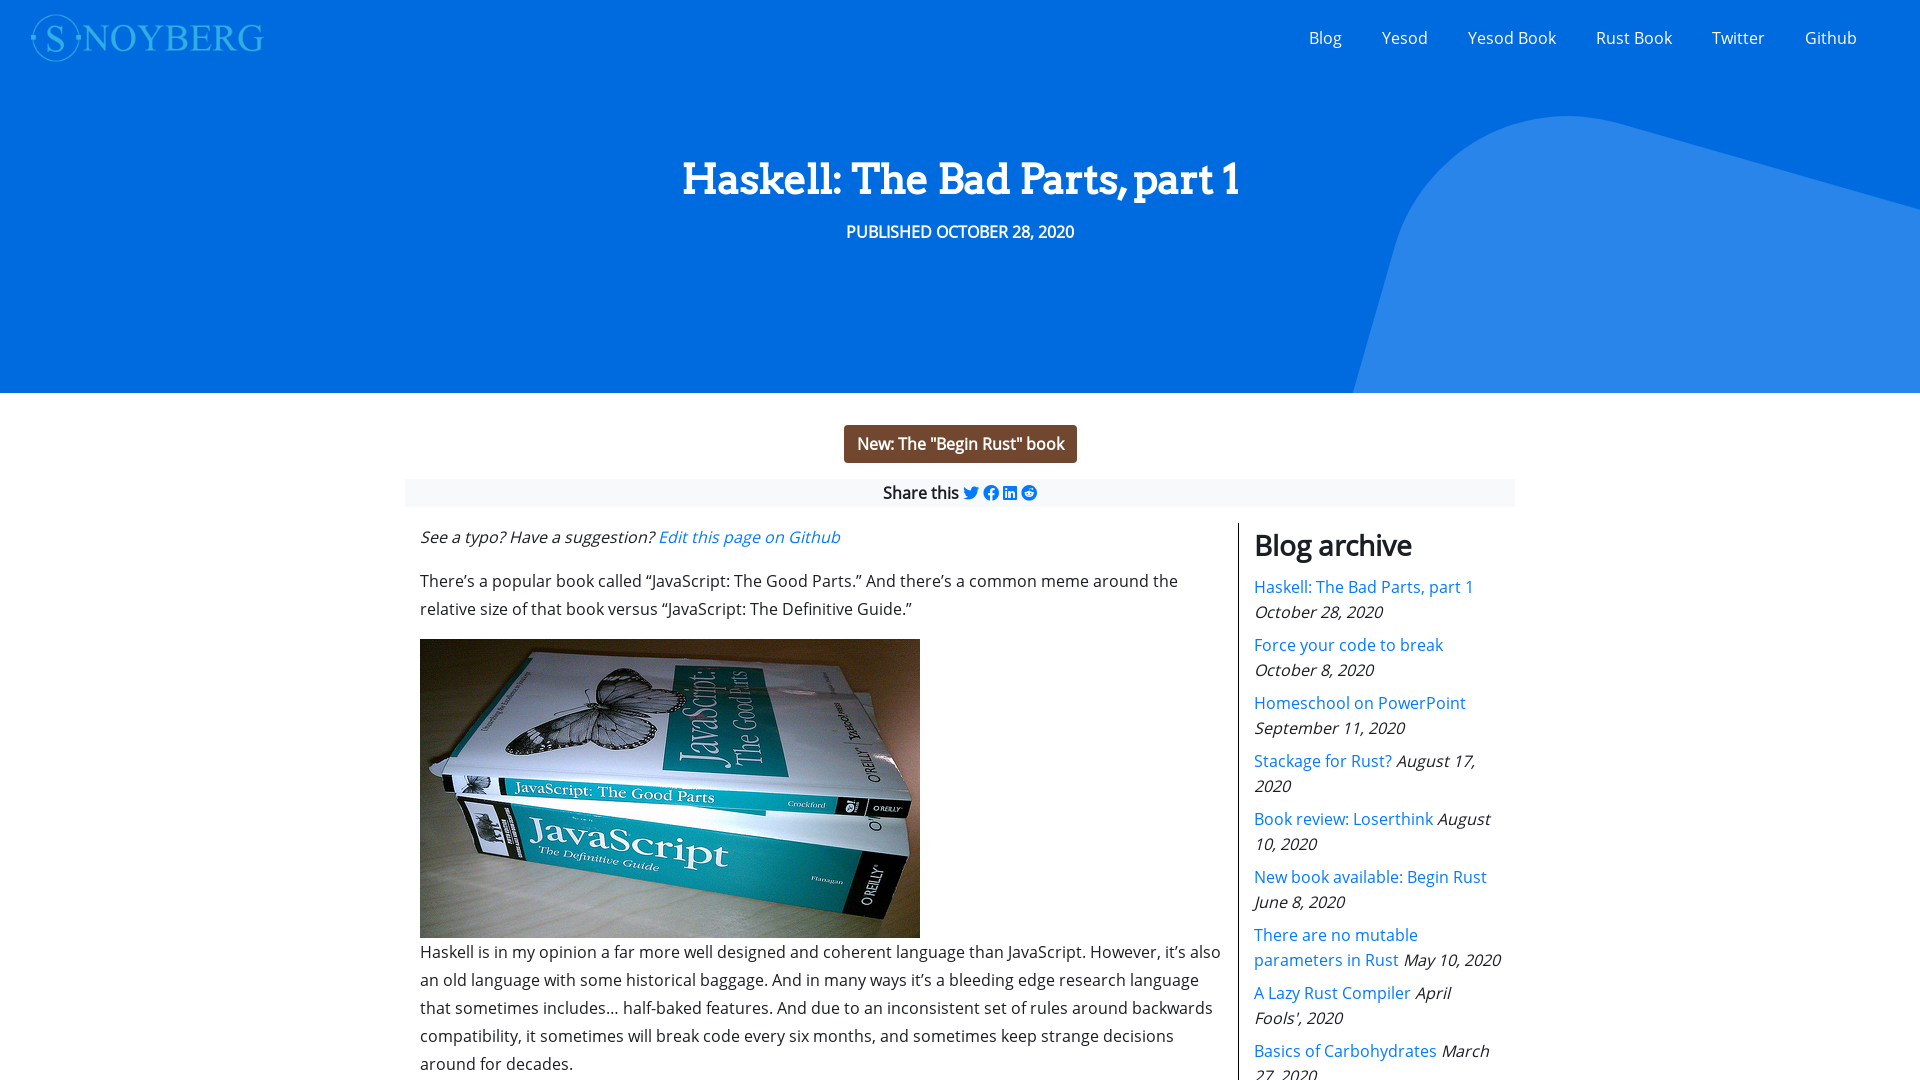 SNOYBERG
Blog
Yesod
Yesod Book
Rust Book
Twitter
Github
Haskell: The Bad Parts, part 1
PUBLISHED OCTOBER 28, 2020
New: The "Begin Rust" book
Share this
See a typo? Have a suggestion? Edit this page on Github
There’s a popular book called “JavaScript: The Good Parts.” And there’s a common meme around the
relative size of that book versus “JavaScript: The Definitive Guide.”
JavaScript:
The Good Parts
O'REILLY
YAHOO! PRESS
JavaScript: The Good Parts
Crockford
O'REILLY
JavaScript
The Definitive Guide
Flanagan
O'REILLY
Haskell is in my opinion a far more well designed and coherent language than JavaScript. However, it’s also
an old language with some historical baggage. And in many ways it’s a bleeding edge research language
that sometimes includes… half-baked features. And due to an inconsistent set of rules around backwards
compatibility, it sometimes will break code every six months, and sometimes keep strange decisions
around for decades.
Blog archive
Haskell: The Bad Parts, part 1
October 28, 2020
Force your code to break
October 8, 2020
Homeschool on PowerPoint
September 11, 2020
Stackage for Rust? August 17,
2020
Book review: Loserthink August
10, 2020
New book available: Begin Rust
June 8, 2020
There are no mutable
parameters in Rust May 10, 2020
A Lazy Rust Compiler April
Fools', 2020
Basics of Carbohydrates March
27, 2020